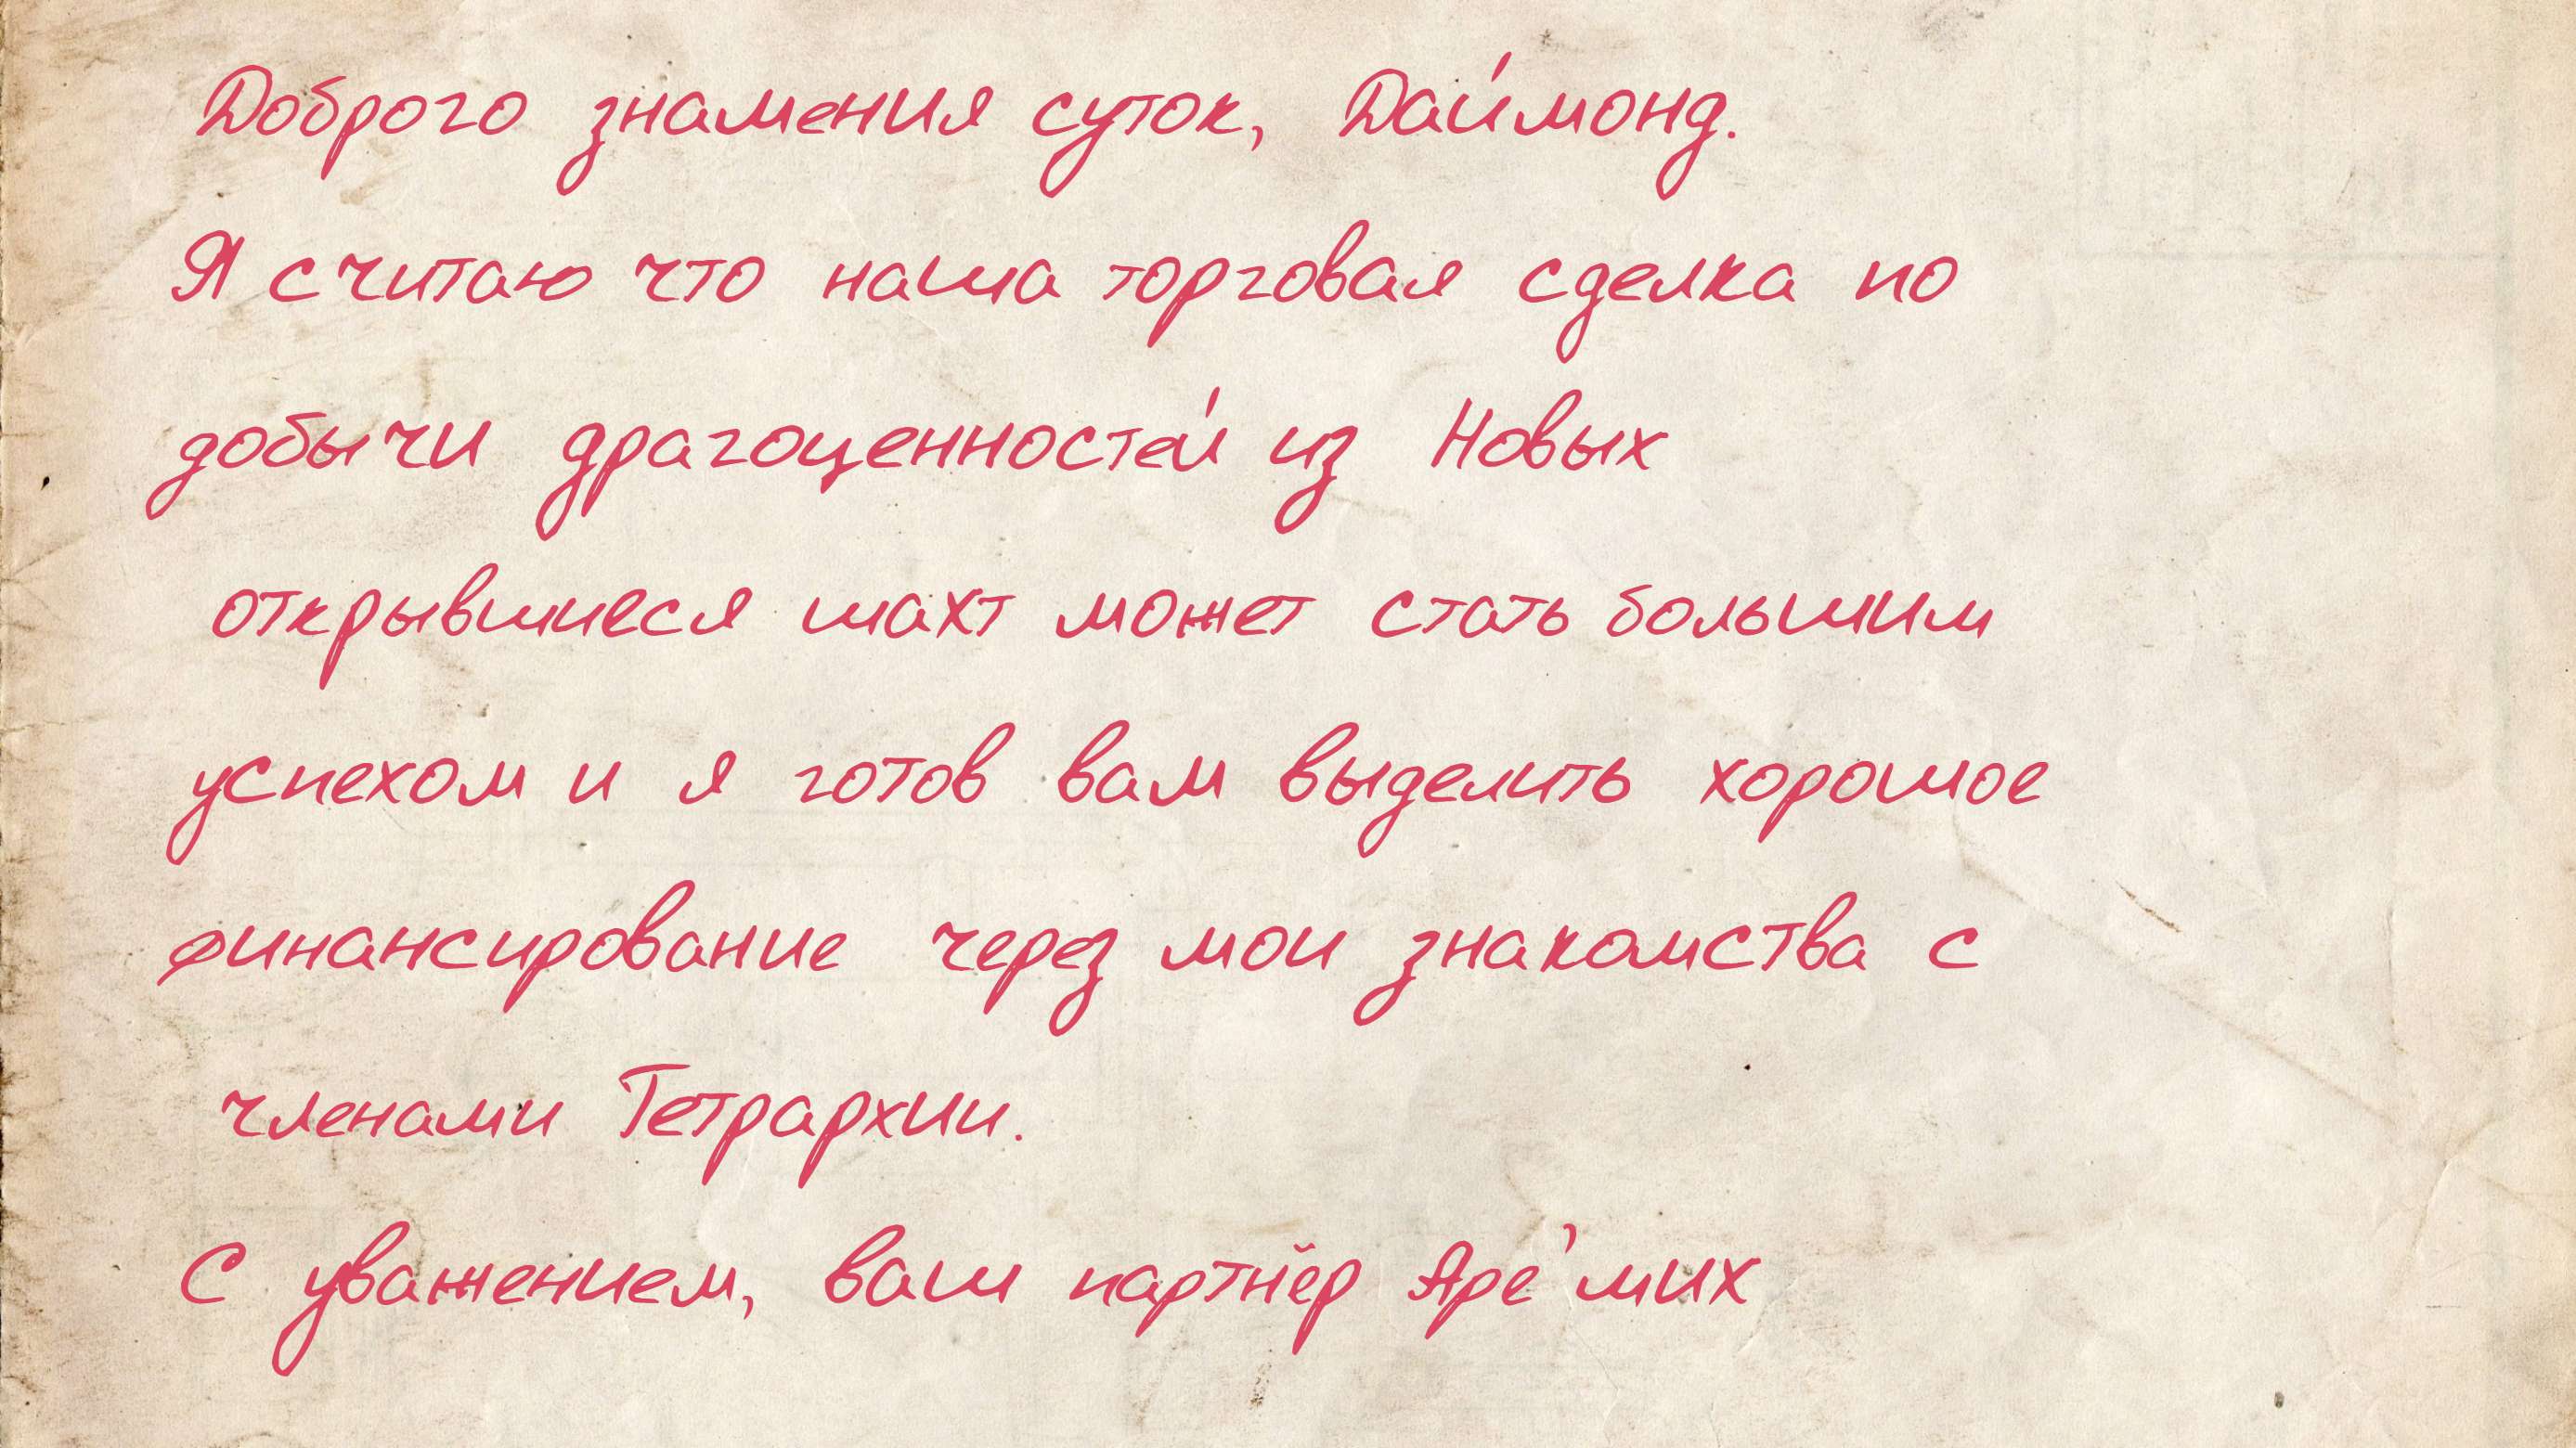 Доброго знамения суток, Даймонд.
Я считаю что наша торговая сделка по
добычи драгоценностей из Новых
открывшиеся шахт может стать большим
успехом и я готов вам выделить хорошое
финансирование через мои знакомства с
членами Тетрархии.
С уважением, ваш партнёр Аре'мих